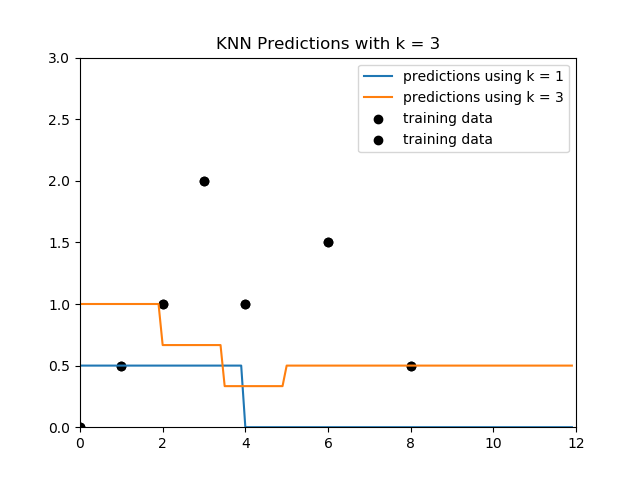 KNN Predictions with k = 3
3.0
2.5
2.0
1.5
1.0
0.5
0.0
predictions using k = 1
predictions using k = 3
training data
training data
0 2 4 6 8 10 12